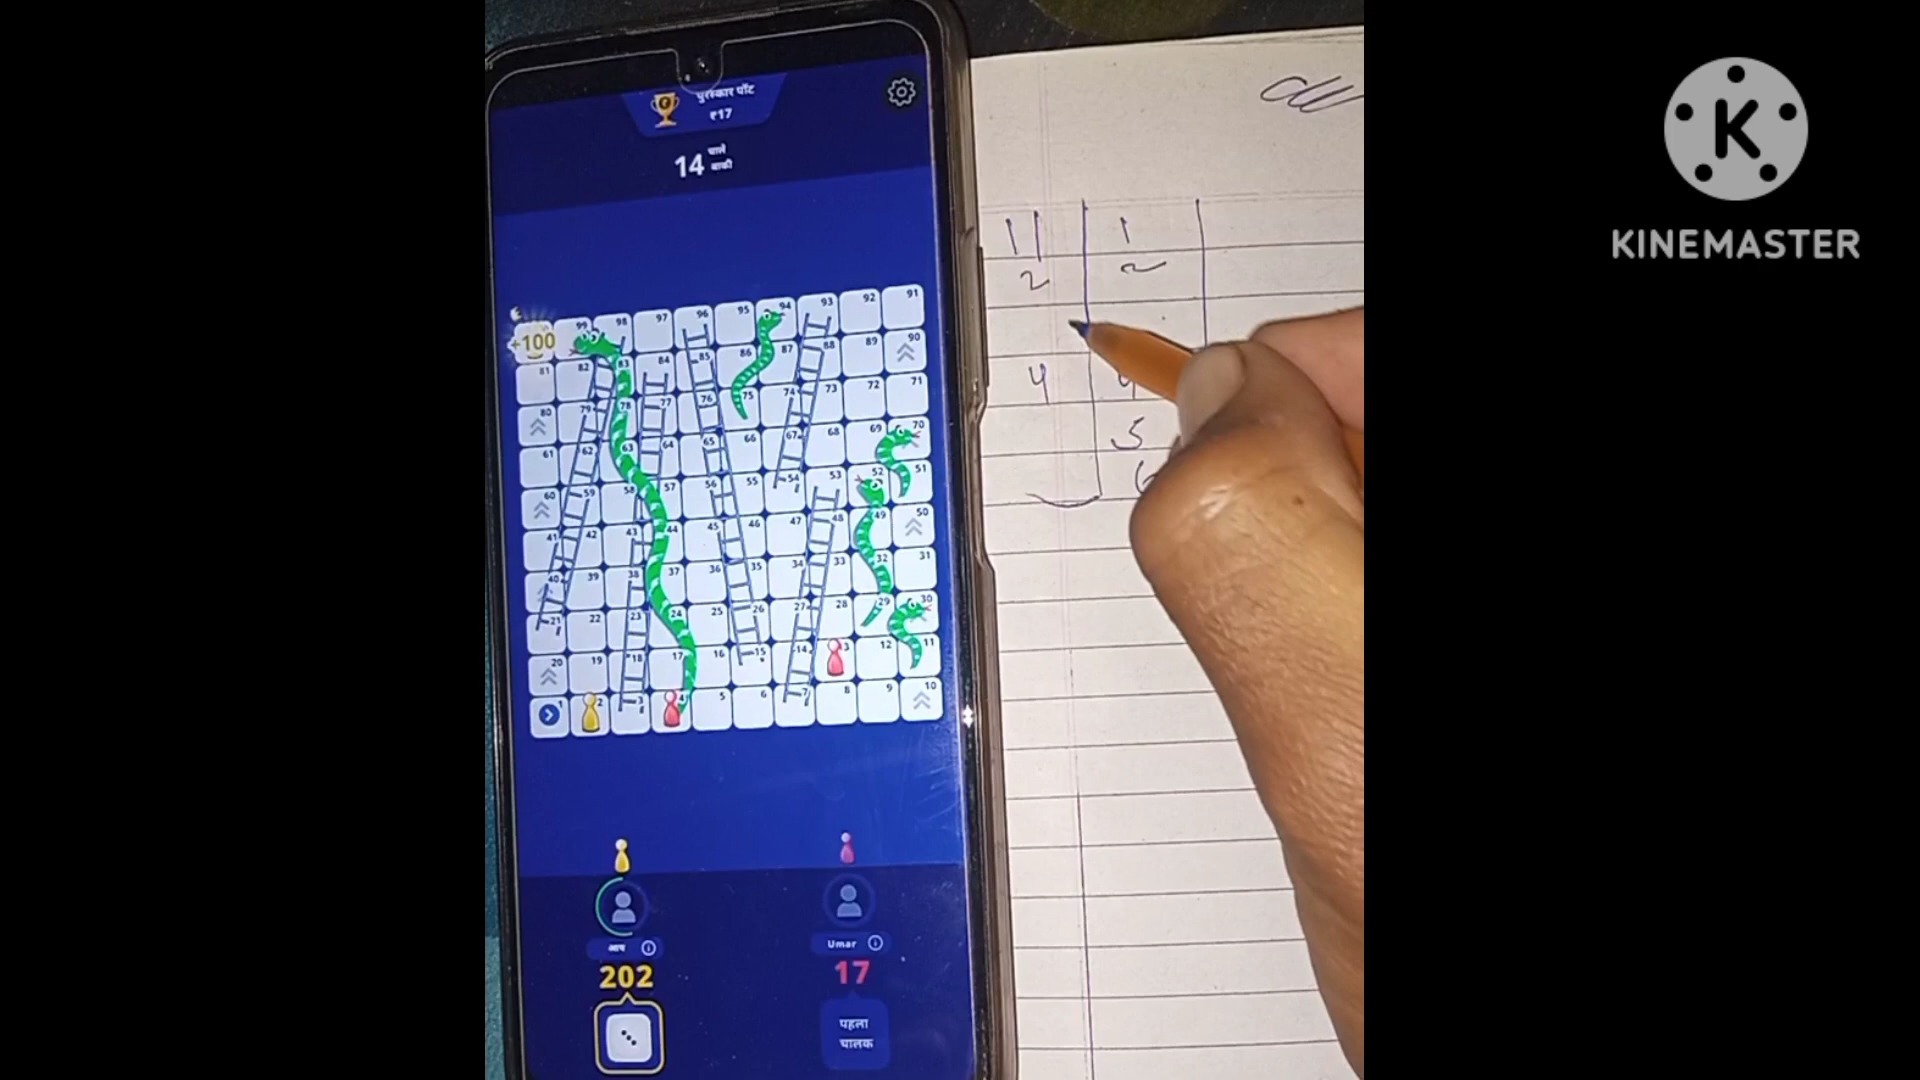 पुरस्कार पॉट
₹17
14 चालें बाकी
+100 99 98 97 96 95 94 93 92 91
81 82 83 84 85 86 87 88 89 90
80 79 78 77 76 75 74 73 72 71
61 62 63 64 65 66 67 68 69 70
60 59 58 57 56 55 54 53 52 51
41 42 43 44 45 46 47 48 49 50
40 39 38 37 36 35 34 33 32 31
21 22 23 24 25 26 27 28 29 30
20 19 18 17 16 15 14 13 12 11
1 2 3 4 5 6 7 8 9 10
आप
Umar
202
17
पहला
चालक
11 1
2 2
4 4
5
K
KINEMASTER